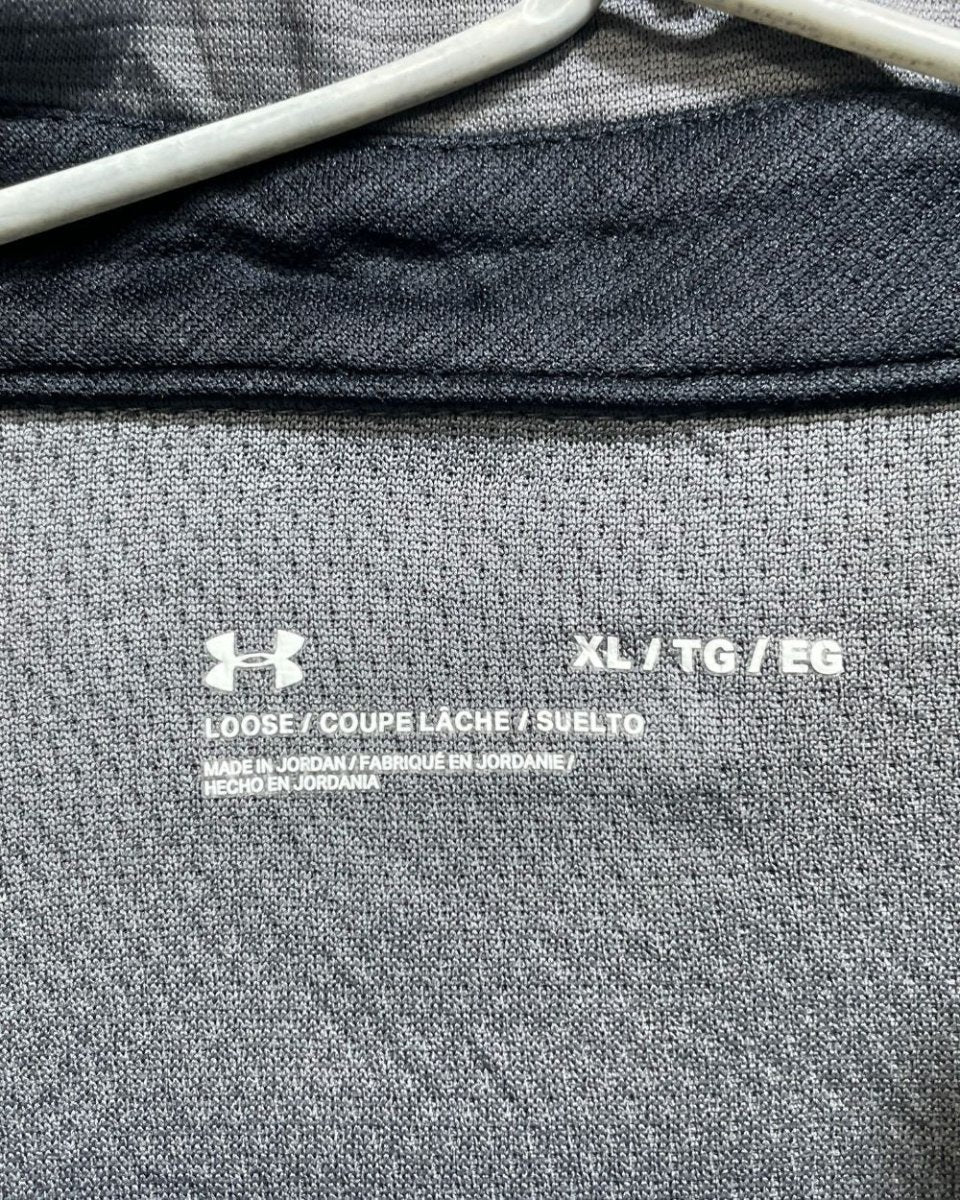 XL / TG / EG
LOOSE / COUPE LÂCHE / SUELTO
MADE IN JORDAN / FABRIQUÉ EN JORDANIE /
HECHO EN JORDANIA